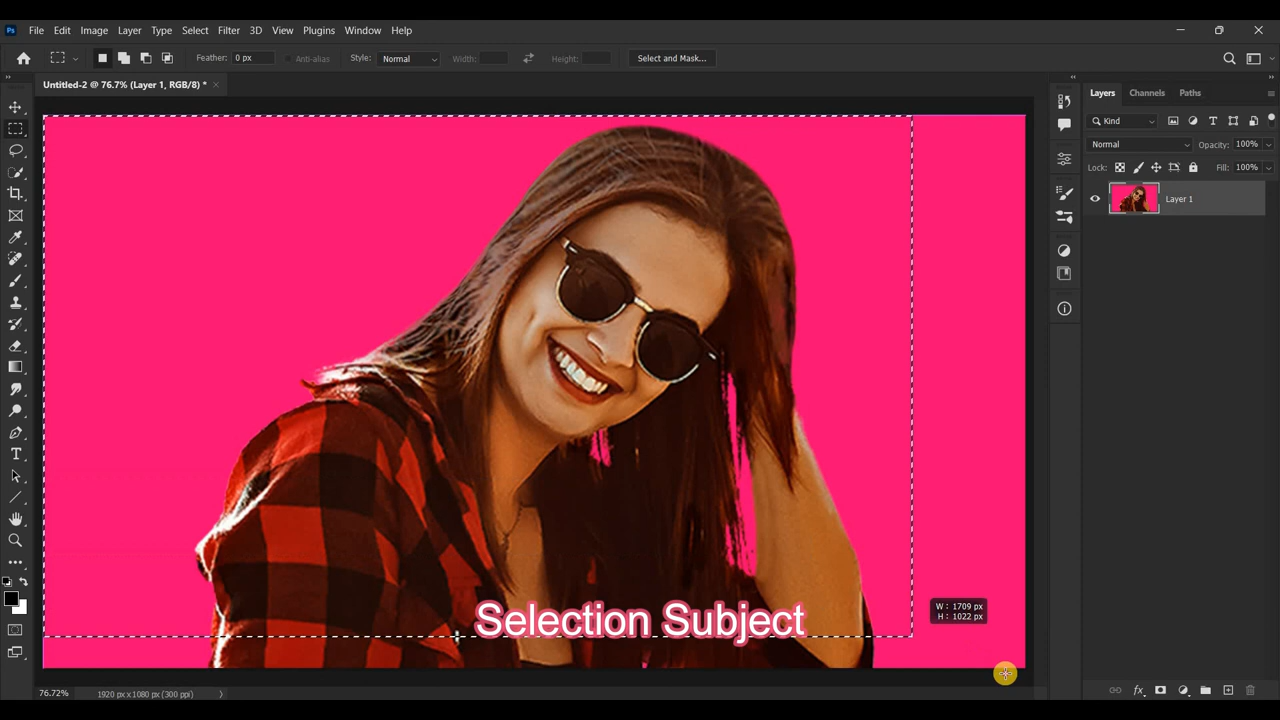 Ps File Edit Image Layer Type Select Filter 3D View Plugins Window Help
Feather: 0 px Anti-alias Style: Normal Width: Height: Select and Mask...
Untitled-2 @ 76.7% (Layer 1, RGB/8) * ×
Layers Channels Paths
Kind
Normal Opacity: 100%
Lock: Fill: 100%
Layer 1
Selection Subject
W : 1709 px
H : 1022 px
76.72% 1920 px x 1080 px (300 ppi)